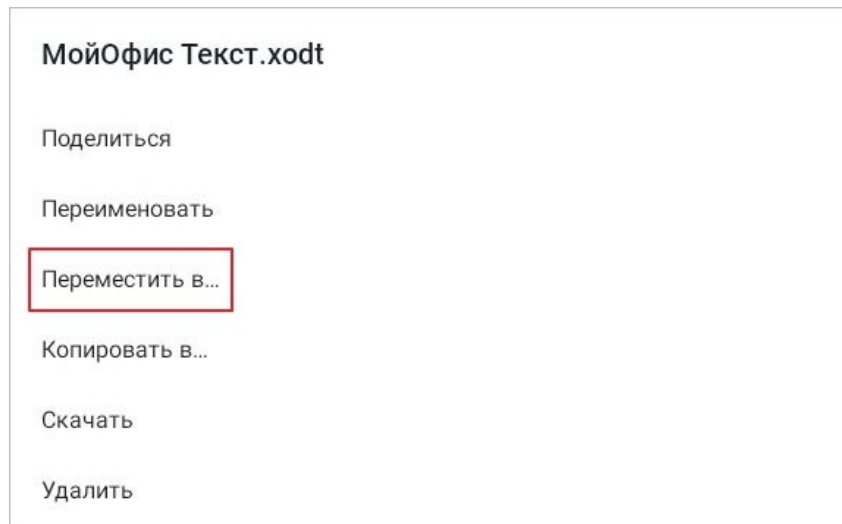 МойОфис Текст.xodt
Поделиться
Переименовать
Переместить в...
Копировать в...
Скачать
Удалить